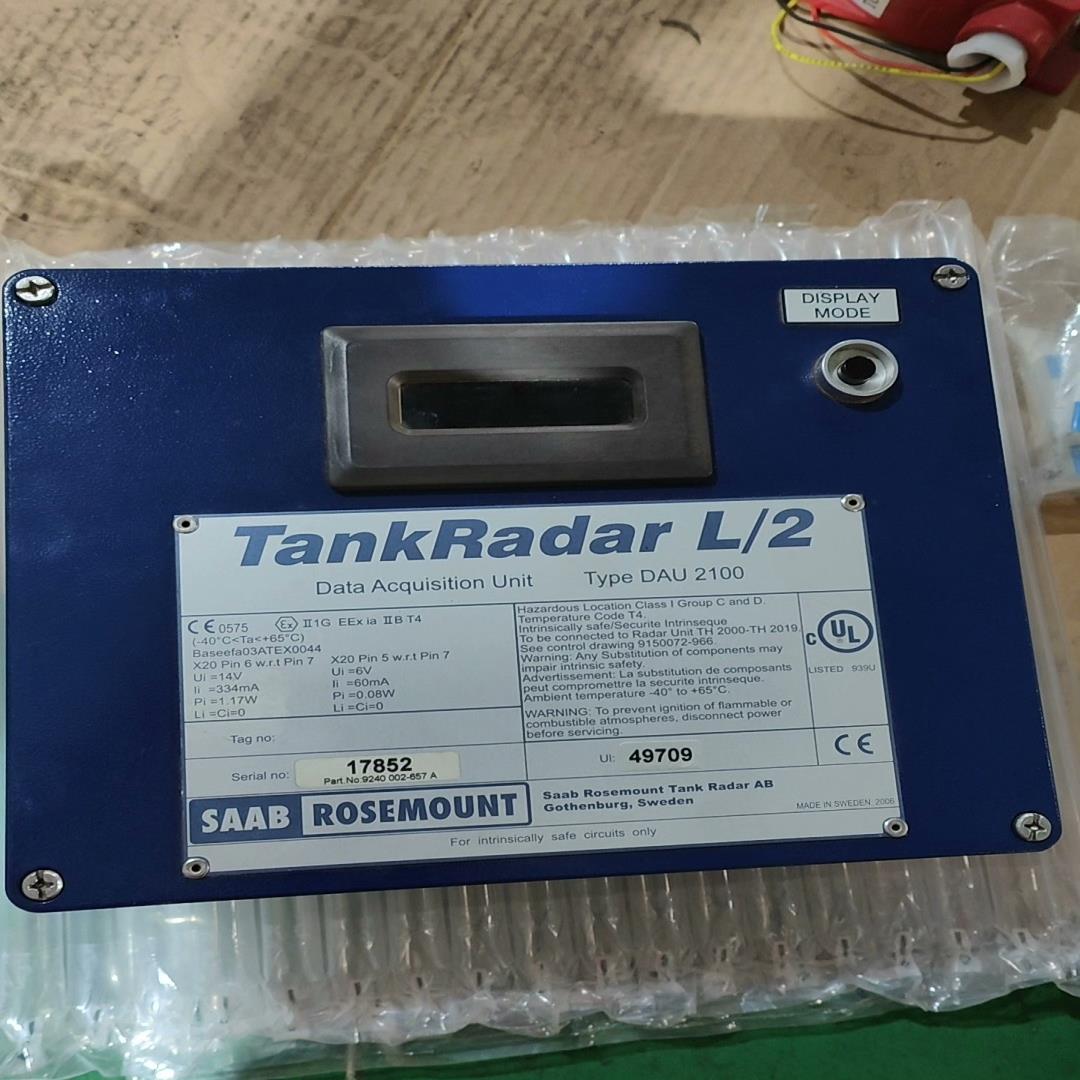 DISPLAY
MODE
TankRadar L/2
Data Acquisition Unit Type DAU 2100
CE 0575 Ex II1G EEx ia IIB T4
(-40°C<Ta<+65°C)
Baseefa03ATEX0044
X20 Pin 6 w.r.t Pin 7 X20 Pin 5 w.r.t Pin 7
Ui =14V Ui =6V
Ii =334mA Ii =60mA
Pi =1.17W Pi =0.08W
Li =Ci=0 Li =Ci=0
Hazardous Location Class I Group C and D.
Temperature Code T4.
Intrinsically safe/Securite Intrinseque
To be connected to Radar Unit TH 2000-TH 2019
See control drawing 9150072-966.
Warning: Any Substitution of components may
impair intrinsic safety.
Advertissement: La substitution de composants
peut compromettre la securite intrinseque.
Ambient temperature -40° to +65°C.
WARNING: To prevent ignition of flammable or
combustible atmospheres, disconnect power
before servicing.
c UL
LISTED 939U
Tag no:
Serial no: 17852
Part.No:9240 002-657 A
UI: 49709
CE
SAAB ROSEMOUNT
Saab Rosemount Tank Radar AB
Gothenburg, Sweden
MADE IN SWEDEN 2006
For intrinsically safe circuits only